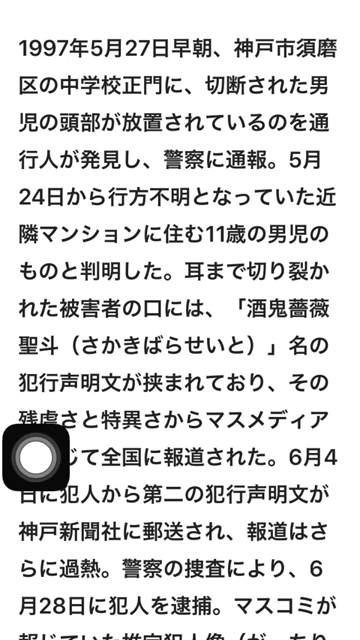 1997年5月27日早朝、神戸市須磨
区の中学校正門に、切断された男
児の頭部が放置されているのを通
行人が発見し、警察に通報。5月
24日から行方不明となっていた近
隣マンションに住む11歳の男児の
ものと判明した。耳まで切り裂か
れた被害者の口には、「酒鬼薔薇
聖斗（さかきばらせいと）」名の
犯行声明文が挟まれており、その
残虐さと特異さからマスメディア
じて全国に報道された。6月4
日に犯人から第二の犯行声明文が
神戸新聞社に郵送され、報道はさ
らに過熱。警察の捜査により、6
月28日に犯人を逮捕。マスコミが